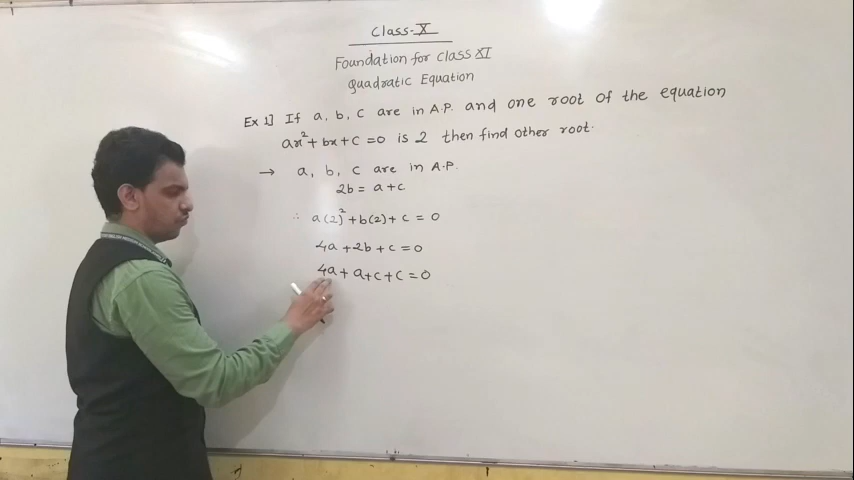 Class-X
Foundation for class XI
Quadratic Equation
Ex 1] If a, b, c are in A.P. and one root of the equation
ax² + bx + c = 0 is 2 then find other root.
→ a, b, c are in A.P.
2b = a + c
∴ a(2)² + b(2) + c = 0
4a + 2b + c = 0
4a + a + c + c = 0